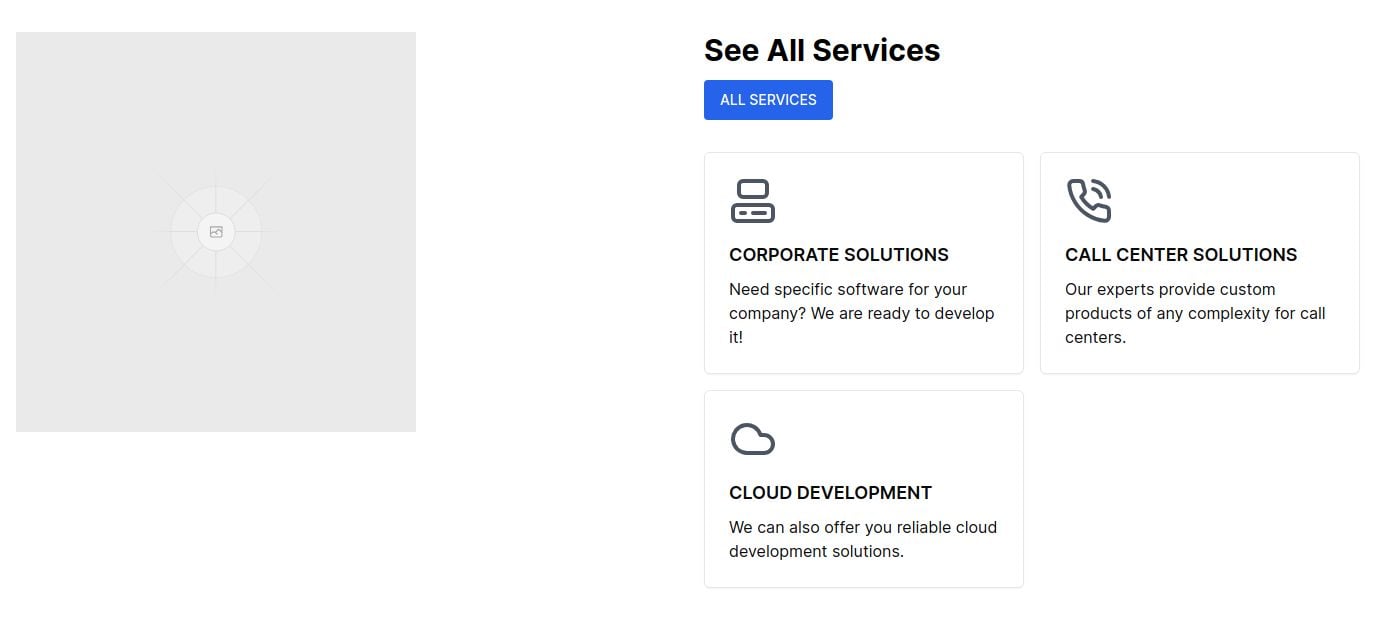 See All Services
ALL SERVICES
CORPORATE SOLUTIONS
Need specific software for your
company? We are ready to develop
it!
CALL CENTER SOLUTIONS
Our experts provide custom
products of any complexity for call
centers.
CLOUD DEVELOPMENT
We can also offer you reliable cloud
development solutions.